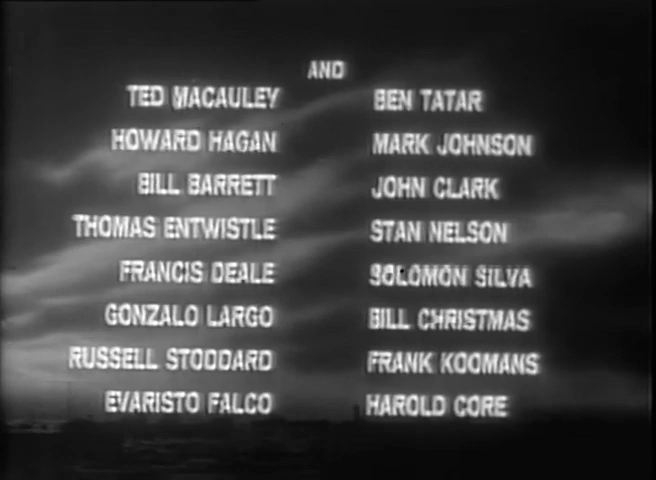 AND
TED MACAULEY
BEN TATAR
HOWARD HAGAN
MARK JOHNSON
BILL BARRETT
JOHN CLARK
THOMAS ENTWISTLE
STAN NELSON
FRANCIS DEALE
SOLOMON SILVA
GONZALO LARGO
BILL CHRISTMAS
RUSSELL STODDARD
FRANK KOOMANS
EVARISTO FALCO
HAROLD CORE